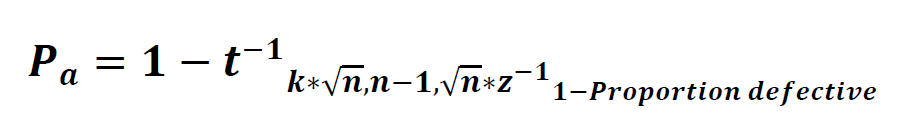 P_a = 1 − t^{−1}_{k*√n,n−1,√n*z^{−1}_{1−Proportion defective}}